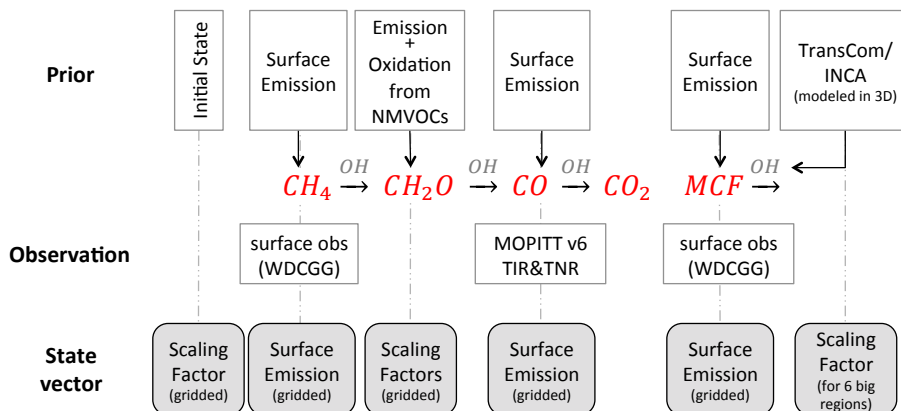 Prior
Initial State
Surface
Emission
Emission
+
Oxidation
from
NMVOCs
Surface
Emission
Surface
Emission
TransCom/
INCA
(modeled in 3D)
CH₄ OH → CH₂O OH → CO OH → CO₂ MCF OH →
Observation
surface obs
(WDCGG)
MOPITT v6
TIR&TNR
surface obs
(WDCGG)
State
vector
Scaling
Factor
(gridded)
Surface
Emission
(gridded)
Scaling
Factors
(gridded)
Surface
Emission
(gridded)
Surface
Emission
(gridded)
Scaling
Factor
(for 6 big
regions)